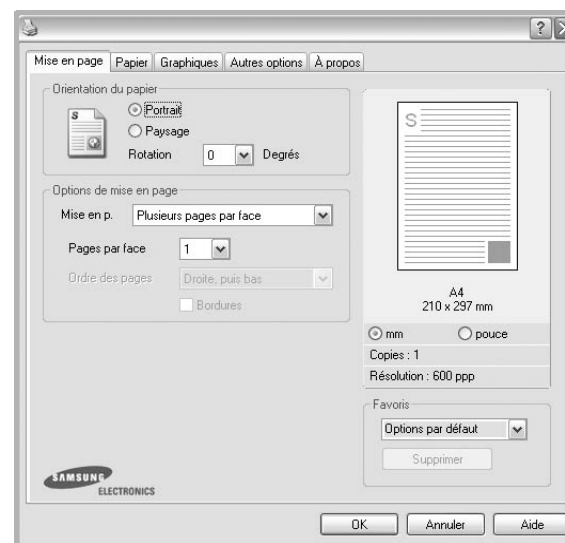 Mise en page Papier Graphiques Autres options À propos
Orientation du papier
S
Portrait
Paysage
Rotation 0 Degrés
Options de mise en page
Mise en p. Plusieurs pages par face
Pages par face 1
Ordre des pages Droite, puis bas
Bordures
S
A4
210 x 297 mm
mm pouce
Copies : 1
Résolution : 600 ppp
Favoris
Options par défaut
Supprimer
SAMSUNG
ELECTRONICS
OK Annuler Aide